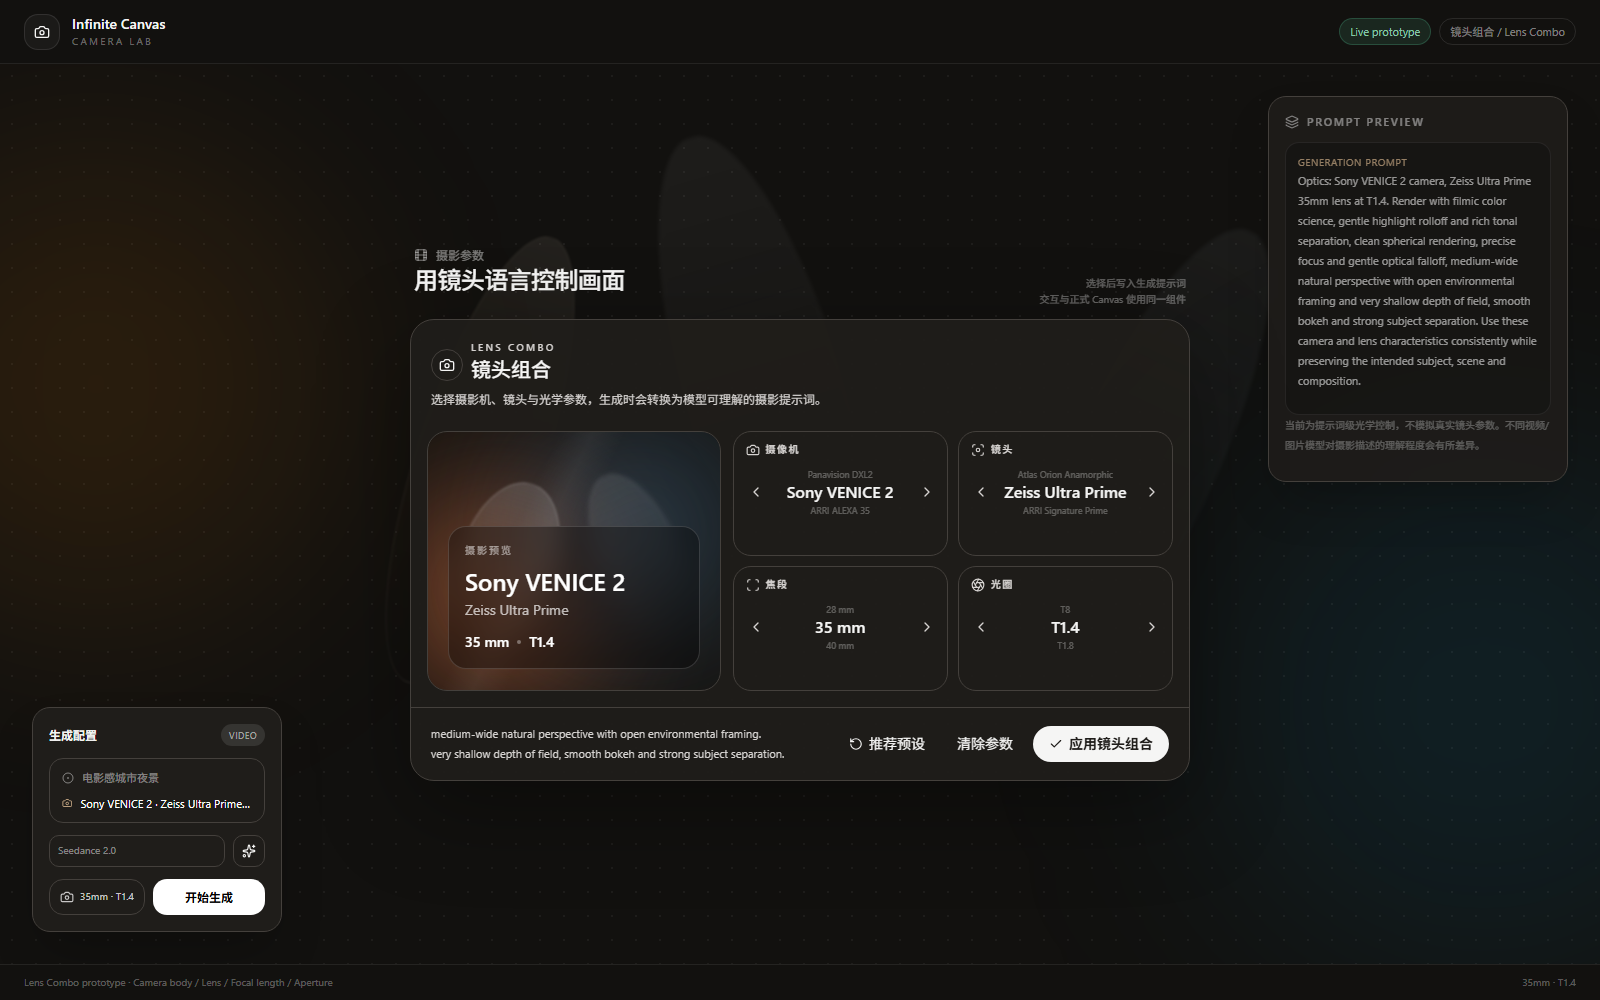 Infinite Canvas
CAMERA LAB
Live prototype
镜头组合 / Lens Combo
摄影参数
用镜头语言控制画面
选择后写入生成提示词
交互与正式 Canvas 使用同一组件
LENS COMBO
镜头组合
选择摄影机、镜头与光学参数，生成时会转换为模型可理解的摄影提示词。
摄影预览
Sony VENICE 2
Zeiss Ultra Prime
35 mm • T1.4
摄像机
Panavision DXL2
Sony VENICE 2
ARRI ALEXA 35
镜头
Atlas Orion Anamorphic
Zeiss Ultra Prime
ARRI Signature Prime
焦段
28 mm
35 mm
40 mm
光圈
T8
T1.4
T1.8
medium-wide natural perspective with open environmental framing.
very shallow depth of field, smooth bokeh and strong subject separation.
推荐预设
清除参数
应用镜头组合
PROMPT PREVIEW
GENERATION PROMPT
Optics: Sony VENICE 2 camera, Zeiss Ultra Prime
35mm lens at T1.4. Render with filmic color
science, gentle highlight rolloff and rich tonal
separation, clean spherical rendering, precise
focus and gentle optical falloff, medium-wide
natural perspective with open environmental
framing and very shallow depth of field, smooth
bokeh and strong subject separation. Use these
camera and lens characteristics consistently while
preserving the intended subject, scene and
composition.
当前为提示词级光学控制，不模拟真实镜头参数。不同视频/
图片模型对摄影描述的理解程度会有所差异。
生成配置
VIDEO
电影感城市夜景
Sony VENICE 2 · Zeiss Ultra Prime...
Seedance 2.0
35mm · T1.4
开始生成
Lens Combo prototype · Camera body / Lens / Focal length / Aperture
35mm · T1.4